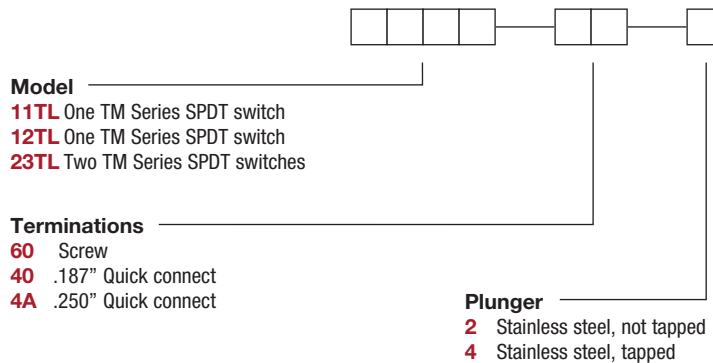 Model
11TL One TM Series SPDT switch
12TL One TM Series SPDT switch
23TL Two TM Series SPDT switches
Terminations
60 Screw
40 .187” Quick connect
4A .250” Quick connect
Plunger
2 Stainless steel, not tapped
4 Stainless steel, tapped